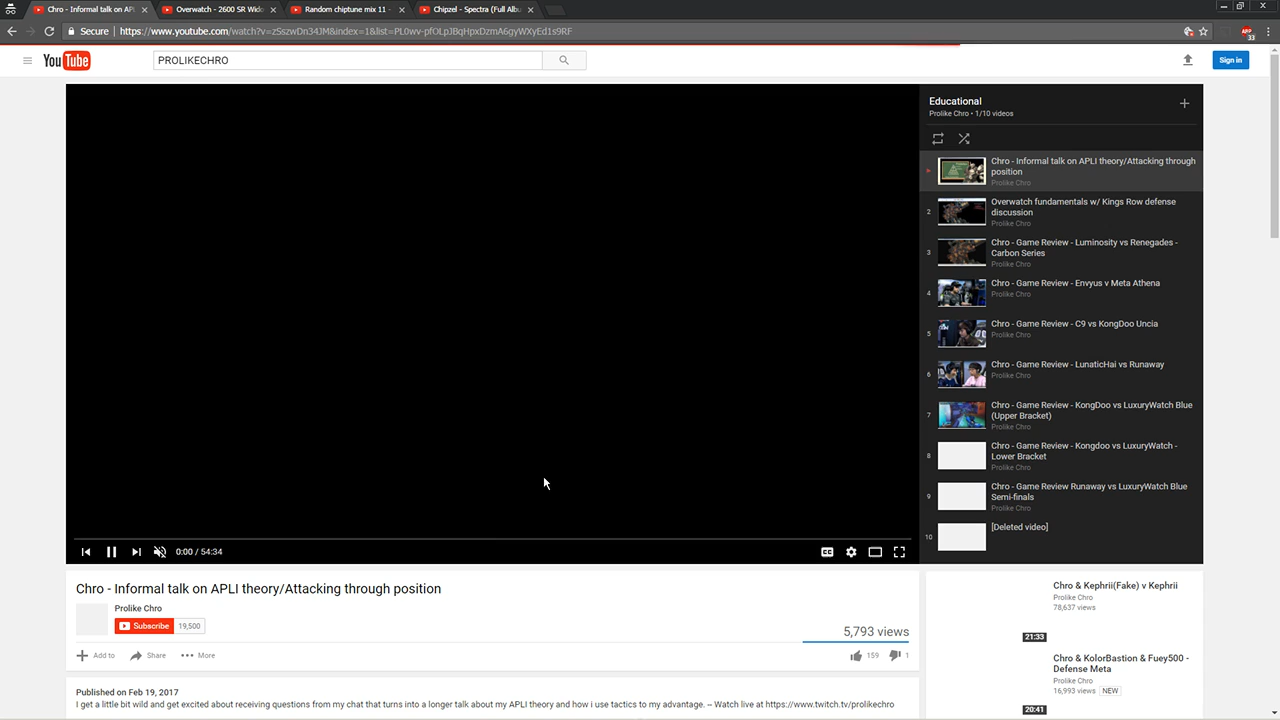 Chro - Informal talk on APLI
Overwatch - 2600 SR Wido
Random chiptune mix 11 -
Chipzel - Spectra (Full Albu
Secure
https://www.youtube.com/watch?v=zSszwDn34JM&index=1&list=PL0wv-pfOLpJBqHpxDzmA6gyWXyEd1s9RF
APP
33
YouTube
PROLIKECHRO
Sign in
Educational
Prolike Chro • 1/10 videos
Chro - Informal talk on APLI theory/Attacking through
position
Prolike Chro
2
Overwatch fundamentals w/ Kings Row defense
discussion
Prolike Chro
3
Chro - Game Review - Luminosity vs Renegades -
Carbon Series
Prolike Chro
4
Chro - Game Review - Envyus v Meta Athena
Prolike Chro
5
Chro - Game Review - C9 vs KongDoo Uncia
Prolike Chro
6
Chro - Game Review - LunaticHai vs Runaway
Prolike Chro
7
Chro - Game Review - KongDoo vs LuxuryWatch Blue
(Upper Bracket)
Prolike Chro
8
Chro - Game Review - Kongdoo vs LuxuryWatch -
Lower Bracket
Prolike Chro
9
Chro - Game Review Runaway vs LuxuryWatch Blue
Semi-finals
Prolike Chro
10
[Deleted video]
0:00 / 54:34
CC
Chro - Informal talk on APLI theory/Attacking through position
Prolike Chro
Subscribe 19,500
5,793 views
Add to Share More
159 1
Published on Feb 19, 2017
I get a little bit wild and get excited about receiving questions from my chat that turns into a longer talk about my APLI theory and how i use tactics to my advantage. -- Watch live at https://www.twitch.tv/prolikechro
Chro & Kephrii(Fake) v Kephrii
Prolike Chro
78,637 views
21:33
Chro & KolorBastion & Fuey500 -
Defense Meta
Prolike Chro
16,993 views NEW
20:41